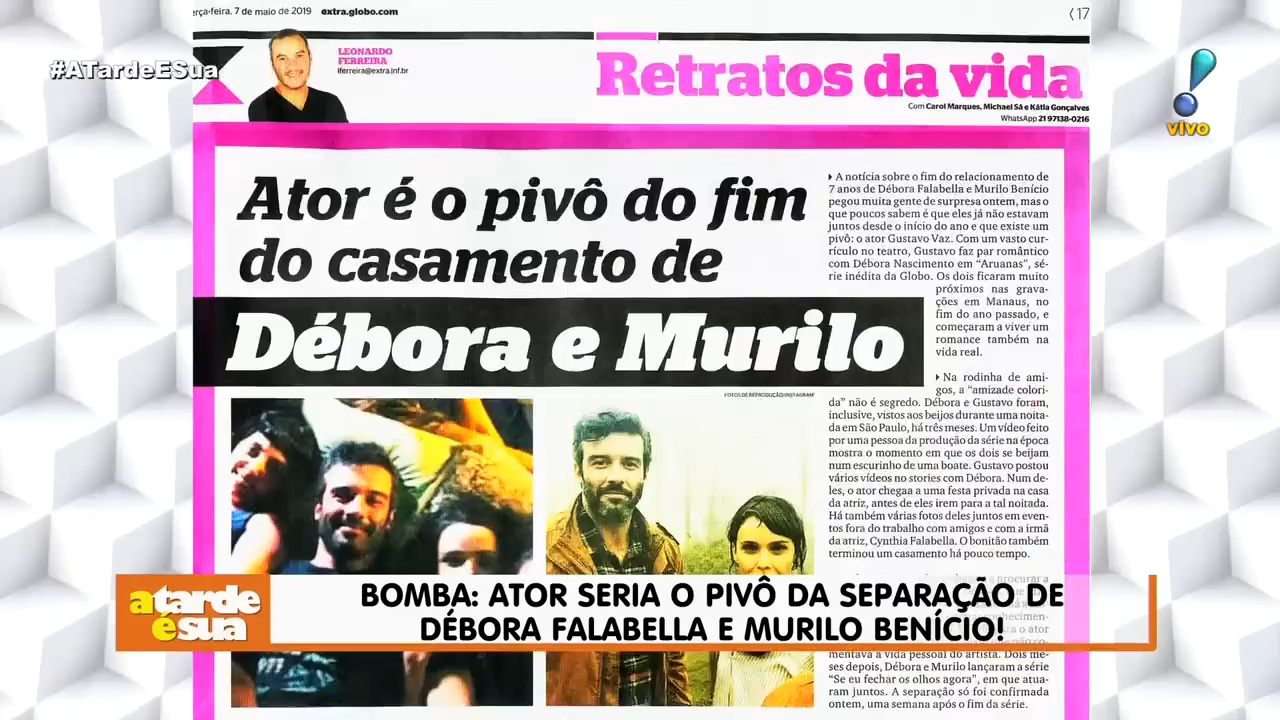 erça-feira, 7 de maio de 2019 extra.globo.com
17
#ATardeESua
LEONARDO
FERREIRA
lferreira@extra.inf.br
Retratos da vida
Com Carol Marques, Michael Sá e Kátia Gonçalves
WhatsApp 21 97138-0216
vivo
Ator é o pivô do fim
do casamento de
Débora e Murilo
FOTOS DE REPRODUÇÃO/INSTAGRAM
A notícia sobre o fim do relacionamento de
7 anos de Débora Falabella e Murilo Benício
pegou muita gente de surpresa ontem, mas o
que poucos sabem é que eles já não estavam
juntos desde o início do ano e que existe um
pivô: o ator Gustavo Vaz. Com um vasto cur-
rículo no teatro, Gustavo faz par romântico
com Débora Nascimento em “Aruanas”, sé-
rie inédita da Globo. Os dois ficaram muito
próximos nas grava-
ções em Manaus, no
fim do ano passado, e
começaram a viver um
romance também na
vida real.
Na rodinha de ami-
gos, a “amizade colori-
da” não é segredo. Débora e Gustavo foram,
inclusive, vistos aos beijos durante uma noita-
da em São Paulo, há três meses. Um vídeo feito
por uma pessoa da produção da série na época
mostra o momento em que os dois se beijam
num escurinho de uma boate. Gustavo postou
vários vídeos no stories com Débora. Num de-
les, o ator chega a uma festa privada na casa
da atriz, antes de eles irem para a tal noitada.
Há também várias fotos deles juntos em even-
tos fora do trabalho com amigos e com a irmã
da atriz, Cynthia Falabella. O bonitão também
terminou um casamento há pouco tempo.
e procurar a
a tarde
é sua
BOMBA: ATOR SERIA O PIVÔ DA SEPARAÇÃO DE
DÉBORA FALABELLA E MURILO BENÍCIO!
mentava a vida pessoal do artista. Dois me-
ses depois, Débora e Murilo lançaram a série
“Se eu fechar os olhos agora”, em que atua-
ram juntos. A separação só foi confirmada
ontem, uma semana após o fim da série.